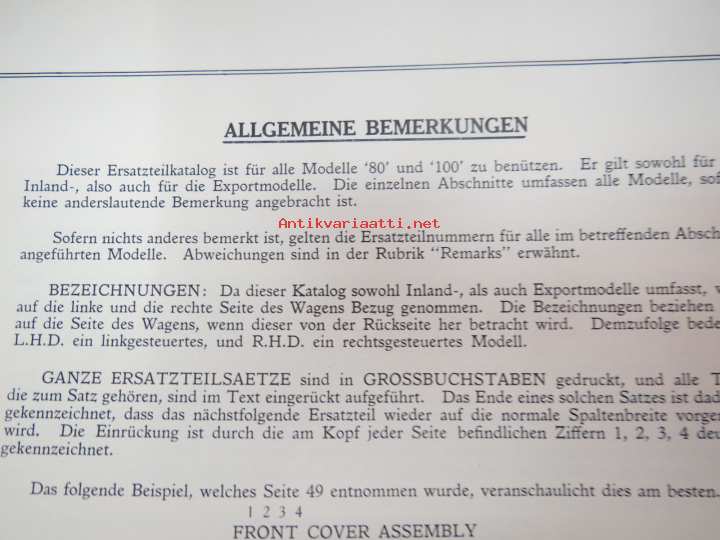 ALLGEMEINE BEMERKUNGEN
Dieser Ersatzteilkatalog ist für alle Modelle '80' und '100' zu benützen. Er gilt sowohl für
Inland-, also auch für die Exportmodelle. Die einzelnen Abschnitte umfassen alle Modelle, sof
keine anderslautende Bemerkung angebracht ist.
Antikvariaatti.net
Sofern nichts anderes bemerkt ist, gelten die Ersatzteilnummern für alle im betreffenden Absch
angeführten Modelle. Abweichungen sind in der Rubrik "Remarks" erwähnt.
BEZEICHNUNGEN: Da dieser Katalog sowohl Inland-, als auch Exportmodelle umfasst,
auf die linke und die rechte Seite des Wagens Bezug genommen. Die Bezeichnungen beziehen
auf die Seite des Wagens, wenn dieser von der Rückseite her betracht wird. Demzufolge bede
L.H.D. ein linkgesteuertes, und R.H.D. ein rechtsgesteuertes Modell.
GANZE ERSATZTEILSAETZE sind in GROSSBUCHSTABEN gedruckt, und alle T
die zum Satz gehören, sind im Text eingerückt aufgeführt. Das Ende eines solchen Satzes ist dad
gekennzeichnet, dass das nächstfolgende Ersatzteil wieder auf die normale Spaltenbreite vorge
wird. Die Einrückung ist durch die am Kopf jeder Seite befindlichen Ziffern 1, 2, 3, 4 deu
gekennzeichnet.
Das folgende Beispiel, welches Seite 49 entnommen wurde, veranschaulicht dies am besten.
1 2 3 4
FRONT COVER ASSEMBLY